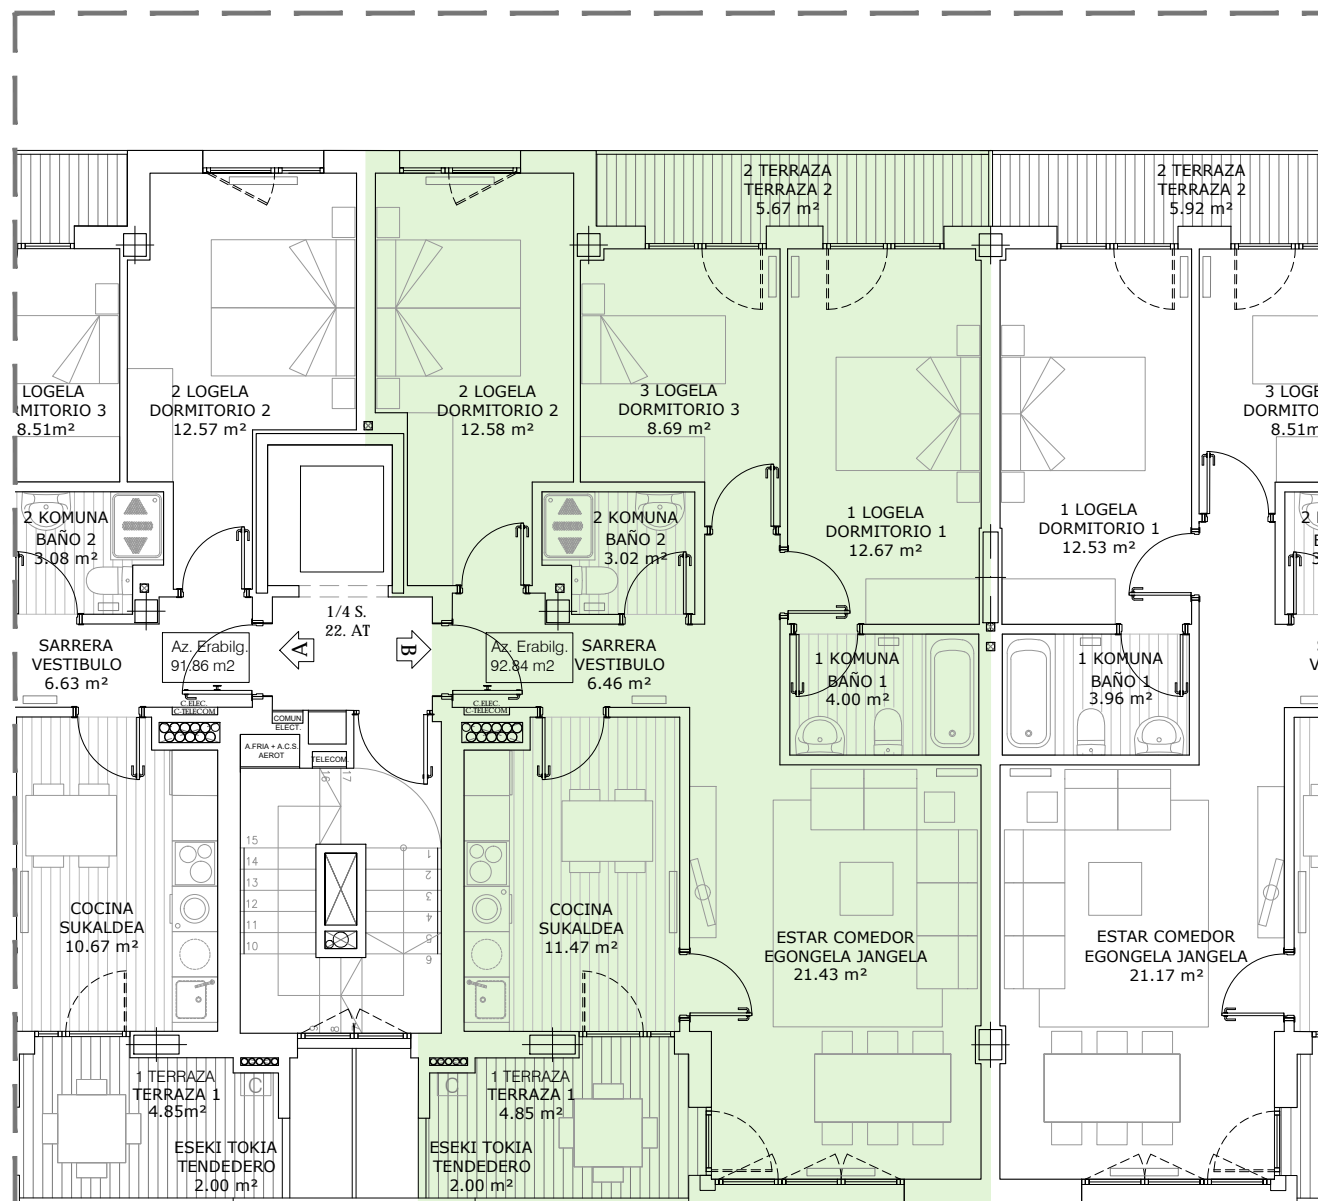 2 TERRAZA
TERRAZA 2
5.67 m²
2 TERRAZA
TERRAZA 2
5.92 m²
LOGELA
RMITORIO 3
8.51m²
2 LOGELA
DORMITORIO 2
12.57 m²
2 LOGELA
DORMITORIO 2
12.58 m²
3 LOGELA
DORMITORIO 3
8.69 m²
1 LOGELA
DORMITORIO 1
12.67 m²
1 LOGELA
DORMITORIO 1
12.53 m²
3 LOGE
DORMITO
8.51m
2 KOMUNA
BAÑO 2
3.08 m²
2 KOMUNA
BAÑO 2
3.02 m²
2
3
1/4 S.
22. AT
A
B
SARRERA
VESTIBULO
6.63 m²
Az. Erabilg.
91.86 m2
Az. Erabilg.
92.84 m2
SARRERA
VESTIBULO
6.46 m²
1 KOMUNA
BAÑO 1
4.00 m²
1 KOMUNA
BAÑO 1
3.96 m²
V
C.ELEC.
C-TELECOM
C.ELEC.
C-TELECOM
COMUN
ELECT.
A.FRIA + A.C.S.
AEROT
TELECOM.
16
17
15
14
13
12
11
10
1
2
3
4
5
6
8
COCINA
SUKALDEA
10.67 m²
COCINA
SUKALDEA
11.47 m²
ESTAR COMEDOR
EGONGELA JANGELA
21.43 m²
ESTAR COMEDOR
EGONGELA JANGELA
21.17 m²
1 TERRAZA
TERRAZA 1
4.85m²
C
1 TERRAZA
TERRAZA 1
4.85 m²
C
ESEKI TOKIA
TENDEDERO
2.00 m²
ESEKI TOKIA
TENDEDERO
2.00 m²